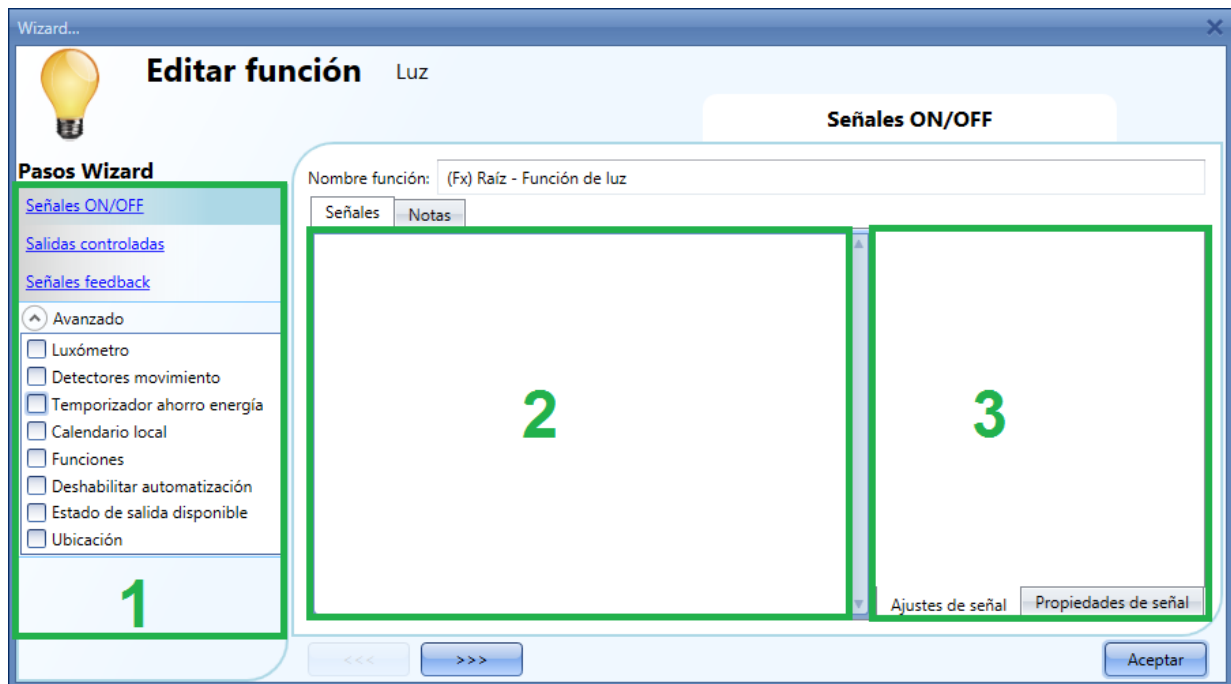 Wizard...
Editar función Luz
Señales ON/OFF
Pasos Wizard
Señales ON/OFF
Salidas controladas
Señales feedback
Avanzado
Luxómetro
Detectores movimiento
Temporizador ahorro energía
Calendario local
Funciones
Deshabilitar automatización
Estado de salida disponible
Ubicación
1
Nombre función: (Fx) Raíz - Función de luz
Señales Notas
2
3
Ajustes de señal Propiedades de señal
<<< >>> Aceptar